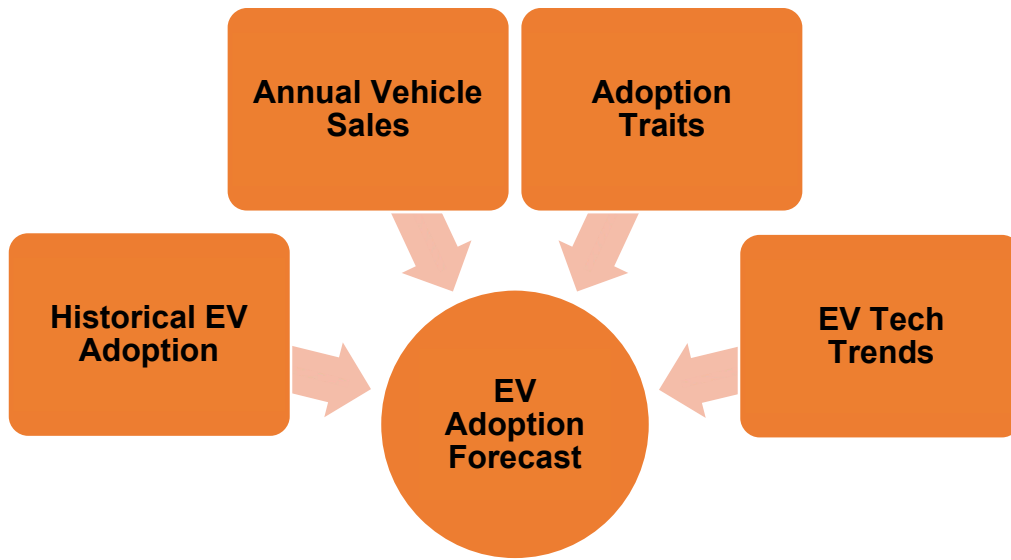 Annual Vehicle
Sales
Adoption
Traits
Historical EV
Adoption
EV Tech
Trends
EV
Adoption
Forecast